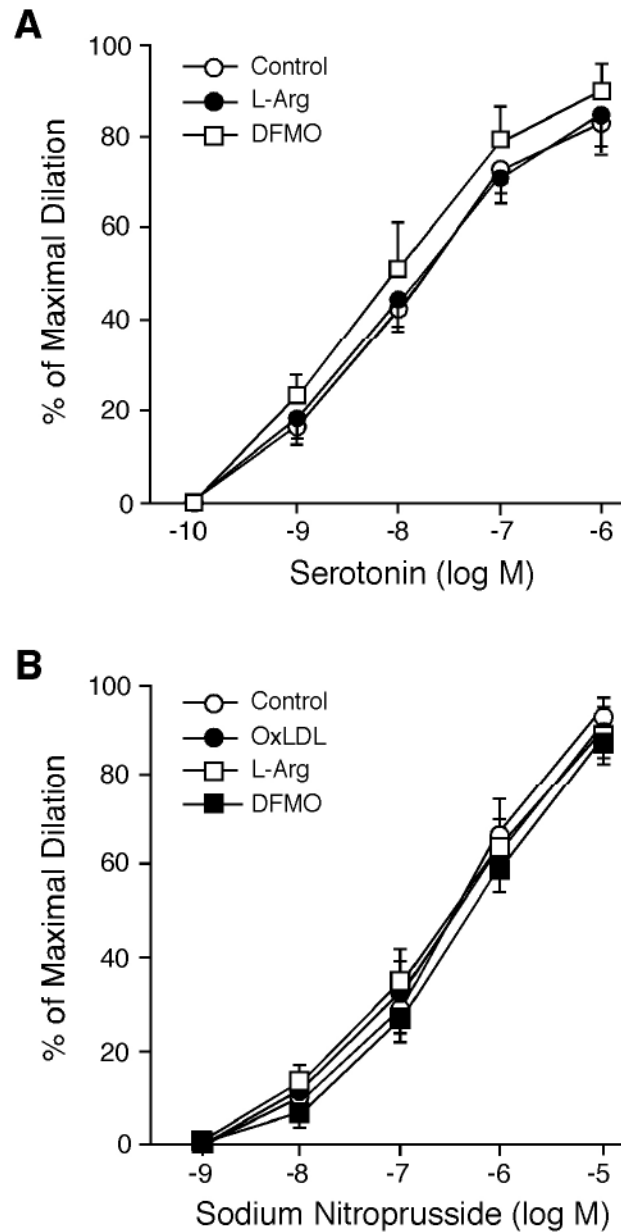 A
100
80
60
40
20
0
% of Maximal Dilation
Control
L-Arg
DFMO
-10 -9 -8 -7 -6
Serotonin (log M)
B
100
80
60
40
20
0
% of Maximal Dilation
Control
OxLDL
L-Arg
DFMO
-9 -8 -7 -6 -5
Sodium Nitroprusside (log M)